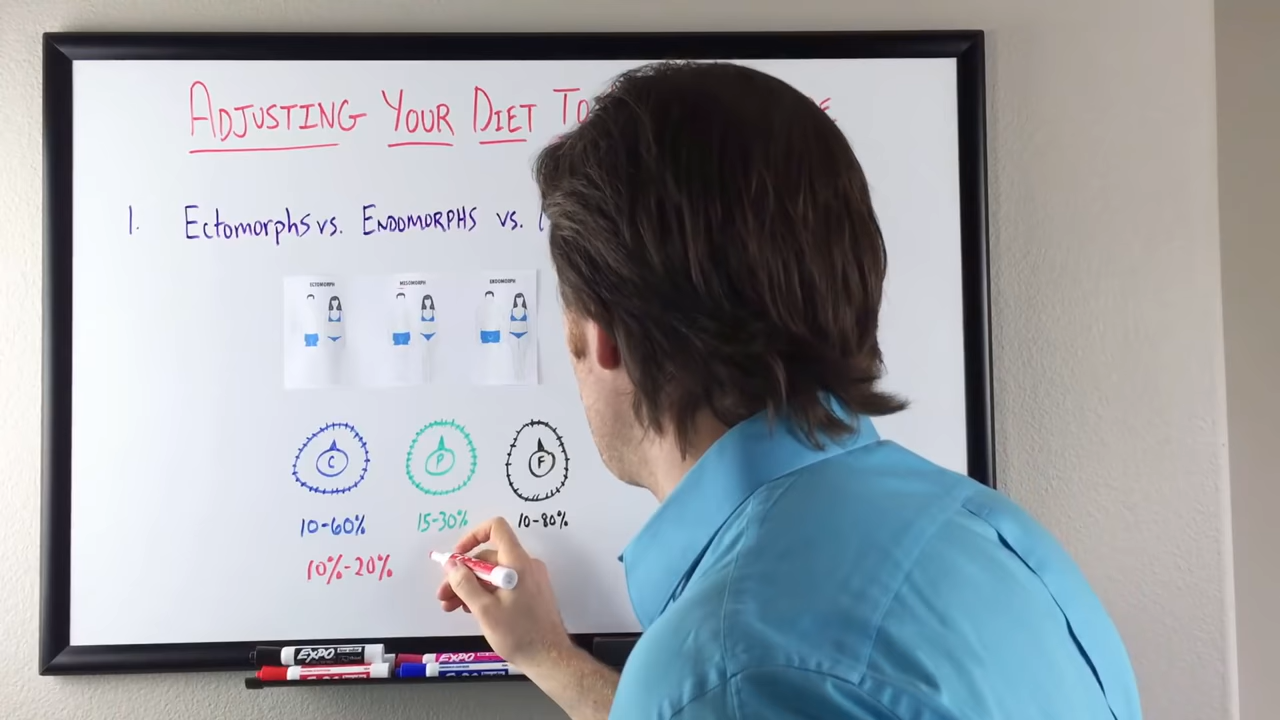 ADJUSTING YOUR DIET TO
1. Ectomorphs vs. ENDOMORPHS vs.
ECTOMORPH MESOMORPH ENDOMORPH
C P F
10-60% 15-30% 10-80%
10%-20%
EXPO
EXPO
EXPO